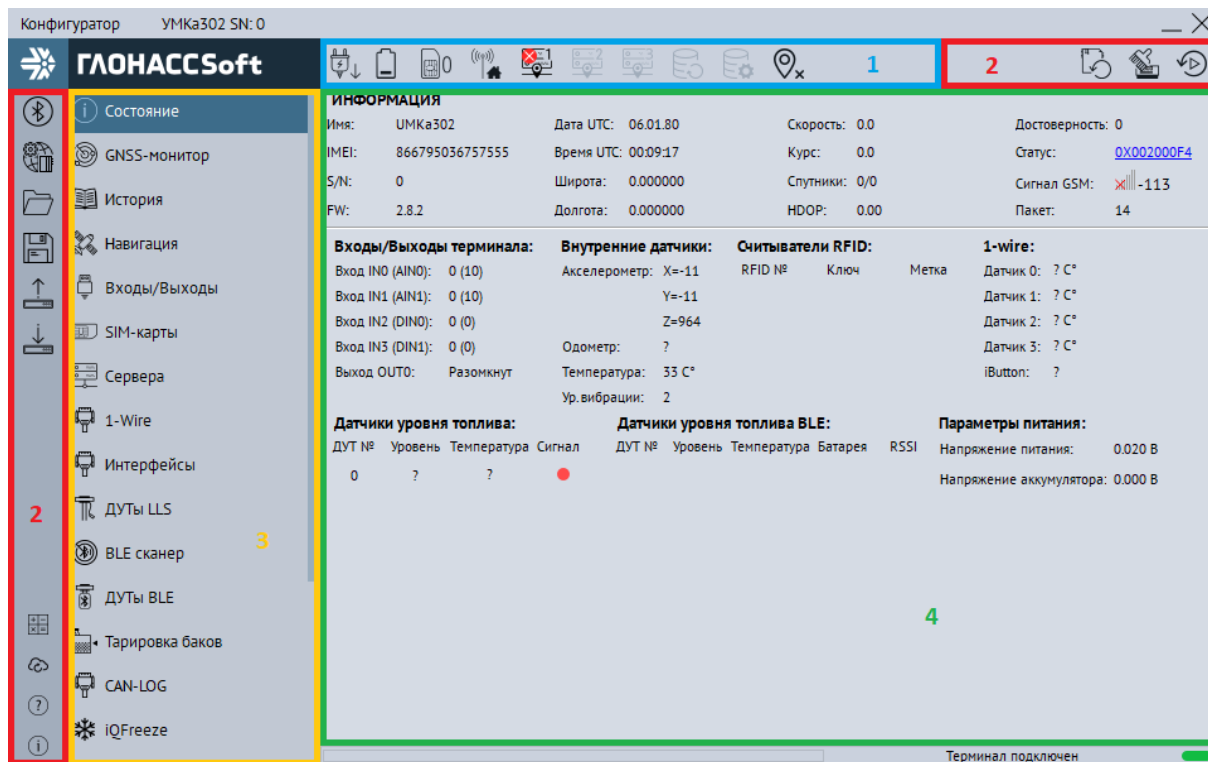 Конфигуратор УМКа302 SN: 0
ГЛОНАССSoft
0 1 2 3 1 2
Состояние
GNSS-монитор
История
Навигация
Входы/Выходы
SIM-карты
Сервера
1-Wire
Интерфейсы
ДУТы LLS
BLE сканер
ДУТы BLE
Тарировка баков
CAN-LOG
iQFreeze
2
3
ИНФОРМАЦИЯ
Имя: UMKa302 Дата UTC: 06.01.80 Скорость: 0.0 Достоверность: 0
IMEI: 866795036757555 Время UTC: 00:09:17 Курс: 0.0 Статус: 0X002000F4
S/N: 0 Широта: 0.000000 Спутники: 0/0 Сигнал GSM: -113
FW: 2.8.2 Долгота: 0.000000 HDOP: 0.00 Пакет: 14
Входы/Выходы терминала: Внутренние датчики: Считыватели RFID: 1-wire:
Вход IN0 (AIN0): 0 (10) Акселерометр: X=-11 RFID № Ключ Метка Датчик 0: ? C°
Вход IN1 (AIN1): 0 (10) Y=-11 Датчик 1: ? C°
Вход IN2 (DIN0): 0 (0) Z=964 Датчик 2: ? C°
Вход IN3 (DIN1): 0 (0) Одометр: ? Датчик 3: ? C°
Выход OUT0: Разомкнут Температура: 33 C° iButton: ?
Ур.вибрации: 2
Датчики уровня топлива: Датчики уровня топлива BLE: Параметры питания:
ДУТ № Уровень Температура Сигнал ДУТ № Уровень Температура Батарея RSSI Напряжение питания: 0.020 В
0 ? ? Напряжение аккумулятора: 0.000 В
4
Терминал подключен